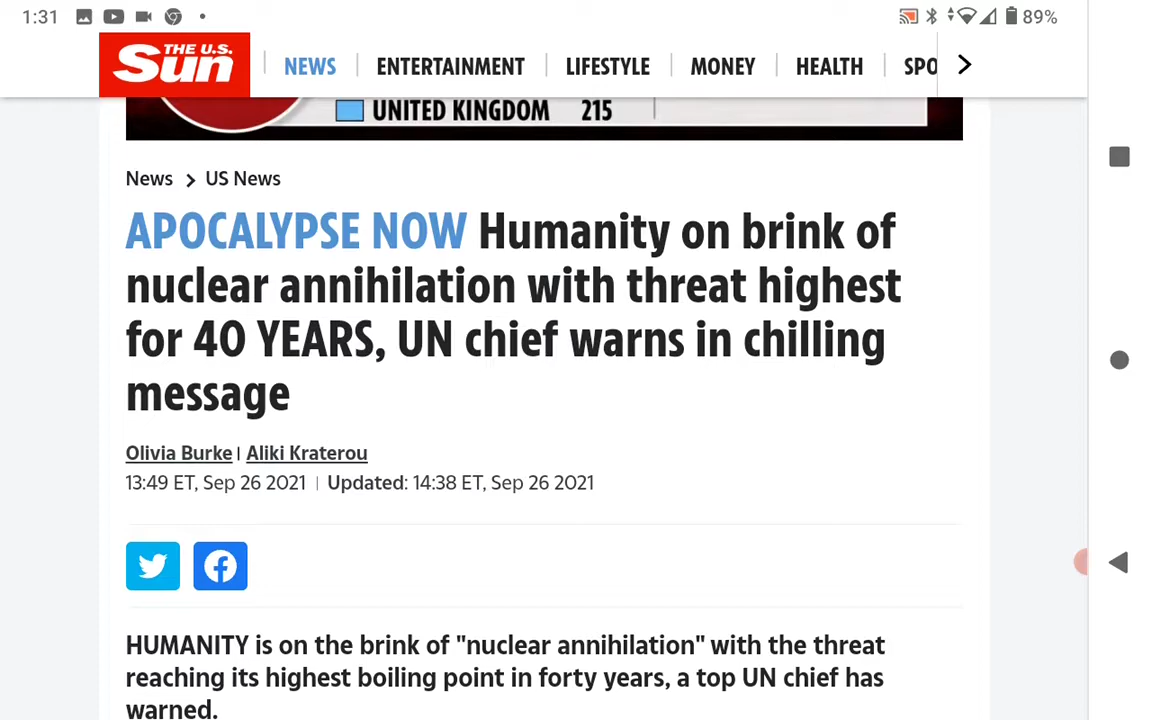 1:31
89%
THE U.S.
Sun
NEWS ENTERTAINMENT LIFESTYLE MONEY HEALTH SPO
UNITED KINGDOM 215
News > US News
APOCALYPSE NOW Humanity on brink of
nuclear annihilation with threat highest
for 40 YEARS, UN chief warns in chilling
message
Olivia Burke | Aliki Kraterou
13:49 ET, Sep 26 2021 | Updated: 14:38 ET, Sep 26 2021
HUMANITY is on the brink of "nuclear annihilation" with the threat
reaching its highest boiling point in forty years, a top UN chief has
warned.